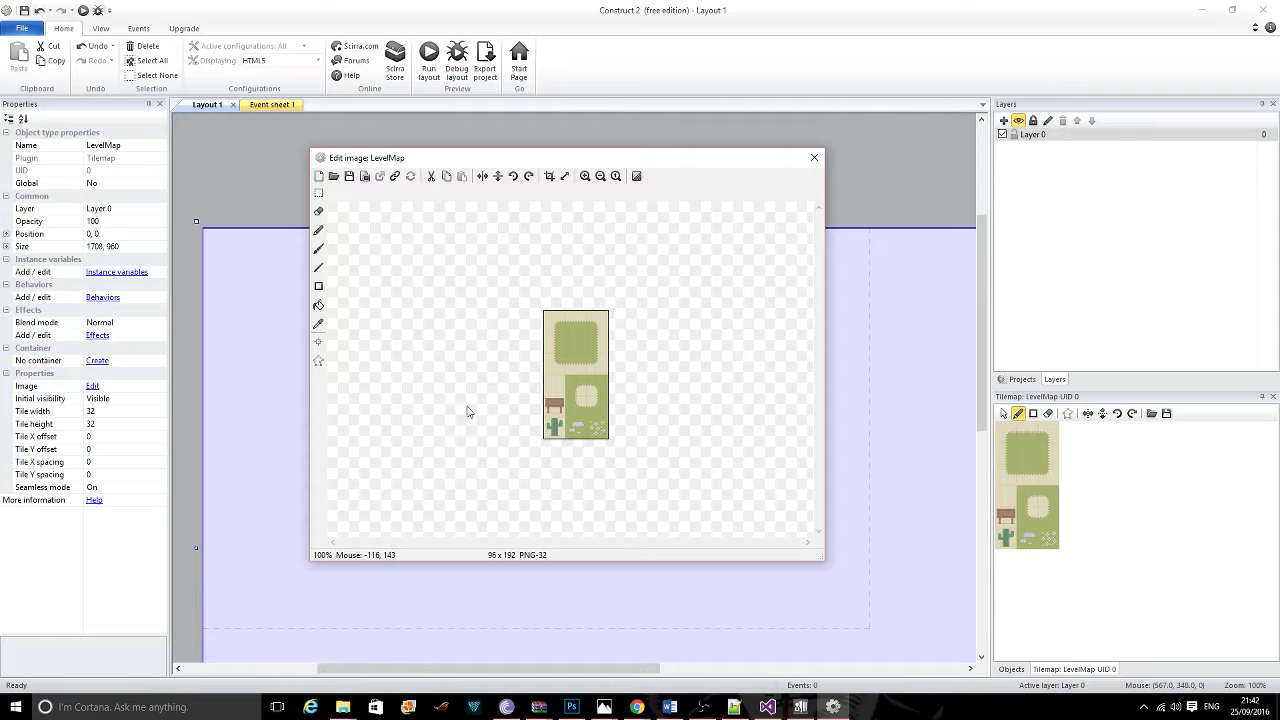 Construct 2 (free edition) - Layout 1
File Home View Events Upgrade
Paste Cut Copy
Clipboard
Undo Redo
Undo
Delete Select All Select None
Selection
Active configurations: All
Displaying: HTML5
Configurations
Scirra.com Forums Help
Scirra Store
Online
Run layout
Debug layout
Export project
Preview
Start Page
Go
Properties
Layout 1
Event sheet 1
Object type properties
Name LevelMap
Plugin Tilemap
UID 0
Global No
Common
Layer Layer 0
Opacity 100
Position 0, 0
Size 1708, 960
Instance variables
Add / edit Instance variables
Behaviors
Add / edit Behaviors
Effects
Blend mode Normal
Add / edit Effects
Container
No container Create
Properties
Image Edit
Initial visibility Visible
Tile width 32
Tile height 32
Tile X offset 0
Tile Y offset 0
Tile X spacing 0
Tile Y spacing 0
Seamless mode On
More information Help
Edit image: LevelMap
100% Mouse: -116, 143 96 x 192 PNG-32
Layers
Layer 0 0
Projects Layers
Tilemap: LevelMap UID 0
Objects Tilemap: LevelMap UID 0
Ready Events: 0 Active layer: Layer 0 Mouse: (567.0, 348.0, 0) Zoom: 100%
I'm Cortana. Ask me anything.
ENG
21:42
25/09/2016